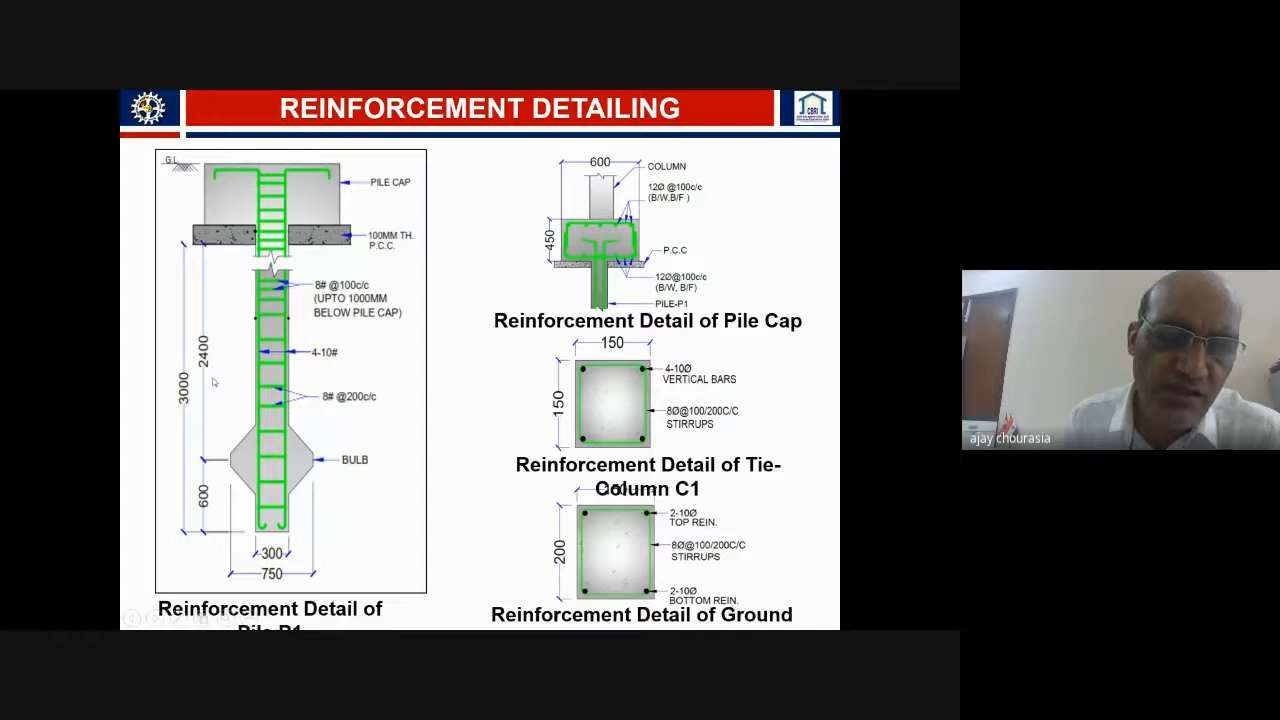 REINFORCEMENT DETAILING
CBRI
G.L
PILE CAP
100MM TH.
P.C.C.
8# @100c/c
(UPTO 1000MM
BELOW PILE CAP)
4-10#
8# @200c/c
BULB
2400
3000
600
300
750
Reinforcement Detail of
600
COLUMN
12Ø @100c/c
(B/W,B/F )
450
P.C.C
12Ø@100c/c
(B/W, B/F)
PILE-P1
Reinforcement Detail of Pile Cap
150
150
4-10Ø
VERTICAL BARS
8Ø@100/200C/C
STIRRUPS
Reinforcement Detail of Tie-
Column C1
200
2-10Ø
TOP REIN.
8Ø@100/200C/C
STIRRUPS
2-10Ø
BOTTOM REIN.
Reinforcement Detail of Ground
ajay chourasia